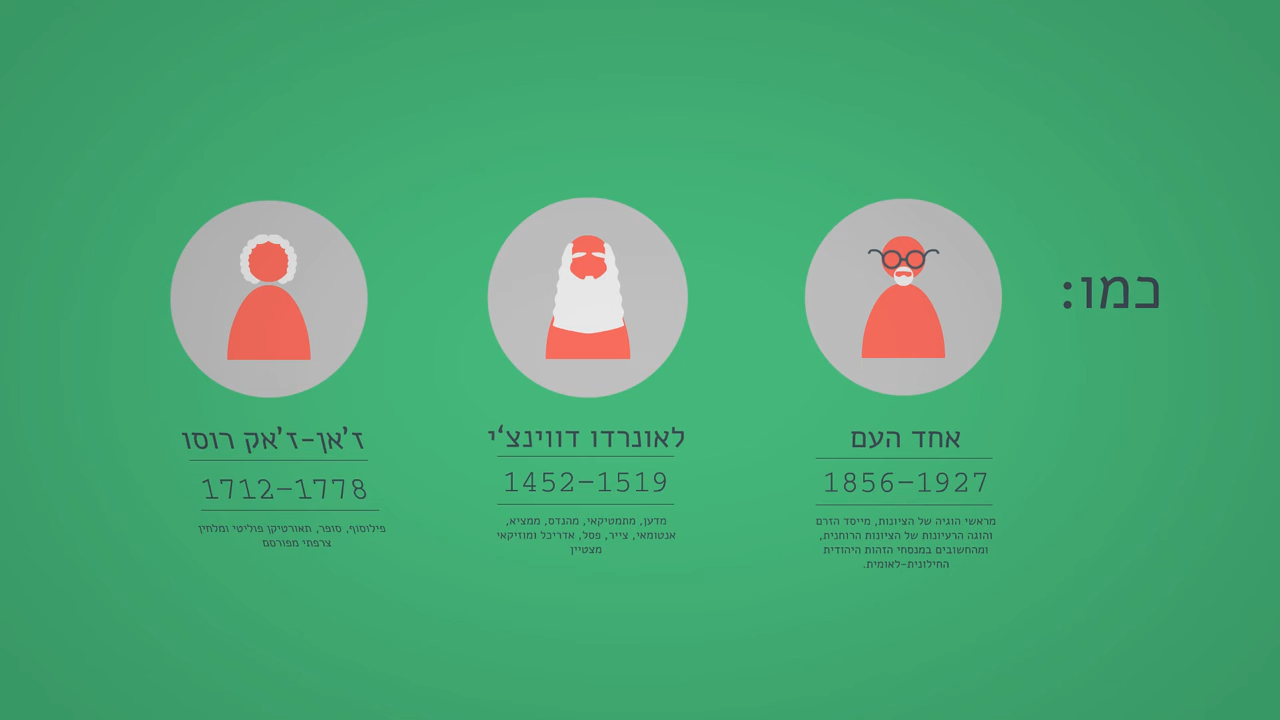 כמו:
אחד העם
1856-1927
מראשי הוגיה של הציונות, מייסד הזרם
והוגה הרעיונות של הציונות הרוחנית,
ומהחשובים במנסחי הזהות היהודית
החילונית-לאומית.
לאונרדו דווינצ'י
1452-1519
מדען, מתמטיקאי, מהנדס, ממציא,
אנטומאי, צייר, פסל, אדריכל ומוזיקאי
מצטיין
ז'אן-ז'אק רוסו
1712-1778
פילוסוף, סופר, תאורטיקן פוליטי ומלחין
צרפתי מפורסם